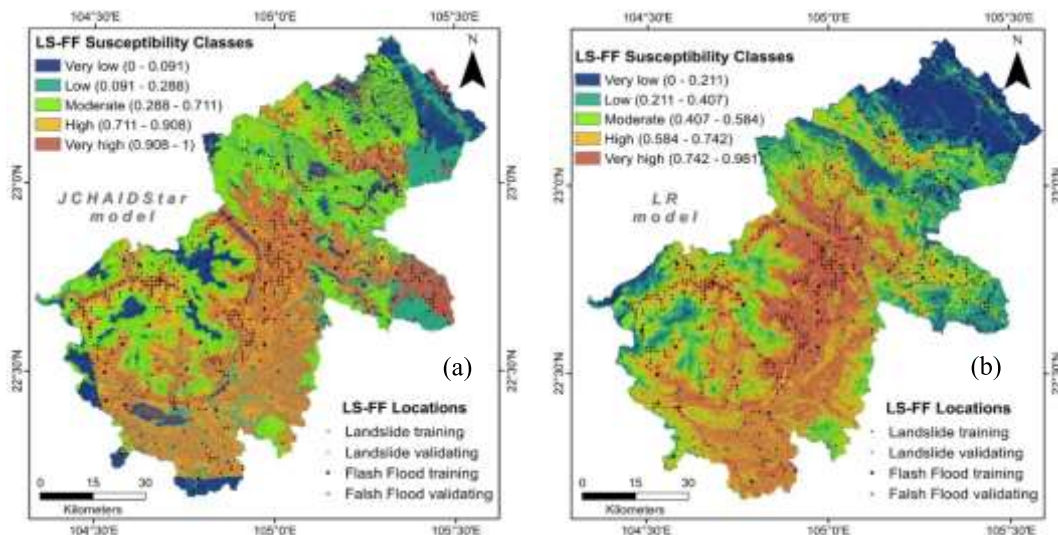 104°30'E 105°0'E 105°30'E
LS-FF Susceptibility Classes
Very low (0 - 0.091)
Low (0.091 - 0.288)
Moderate (0.288 - 0.711)
High (0.711 - 0.908)
Very high (0.908 - 1)
N
23°0'N
JCHAIDStar
model
22°30'N
(a)
LS-FF Locations
Landslide training
Landslide validating
Flash Flood training
Falsh Flood validating
0 15 30
Kilometers
104°30'E 105°0'E 105°30'E
104°30'E 105°0'E 105°30'E
LS-FF Susceptibility Classes
Very low (0 - 0.211)
Low (0.211 - 0.407)
Moderate (0.407 - 0.584)
High (0.584 - 0.742)
Very high (0.742 - 0.981)
N
23°0'N
23°0'N
LR
model
22°30'N
22°30'N
(b)
LS-FF Locations
Landslide training
Landslide validating
Flash Flood training
Falsh Flood validating
0 15 30
Kilometers
104°30'E 105°0'E 105°30'E